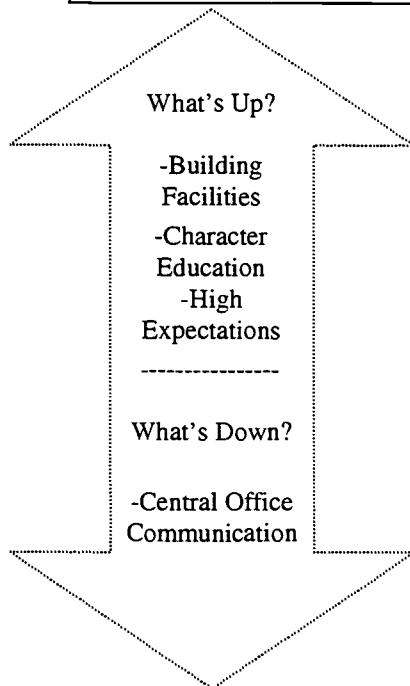 What's Up?
-Building
Facilities
-Character
Education
-High
Expectations
----------------
What's Down?
-Central Office
Communication